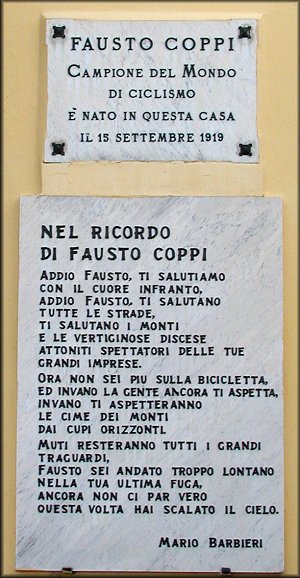 FAUSTO COPPI
CAMPIONE DEL MONDO
DI CICLISMO
È NATO IN QUESTA CASA
IL 15 SETTEMBRE 1919
NEL RICORDO
DI FAUSTO COPPI
ADDIO FAUSTO, TI SALUTIAMO
CON IL CUORE INFRANTO,
ADDIO FAUSTO, TI SALUTANO
TUTTE LE STRADE,
TI SALUTANO I MONTI
E LE VERTIGINOSE DISCESE
ATTONITI SPETTATORI DELLE TUE
GRANDI IMPRESE.
ORA NON SEI PIU SULLA BICICLETTA,
ED INVANO LA GENTE ANCORA TI ASPETTA,
INVANO TI ASPETTERANNO
LE CIME DEI MONTI
DAI CUPI ORIZZONTI.
MUTI RESTERANNO TUTTI I GRANDI
TRAGUARDI,
FAUSTO SEI ANDATO TROPPO LONTANO
NELLA TUA ULTIMA FUGA,
ANCORA NON CI PAR VERO
QUESTA VOLTA HAI SCALATO IL CIELO.
MARIO BARBIERI